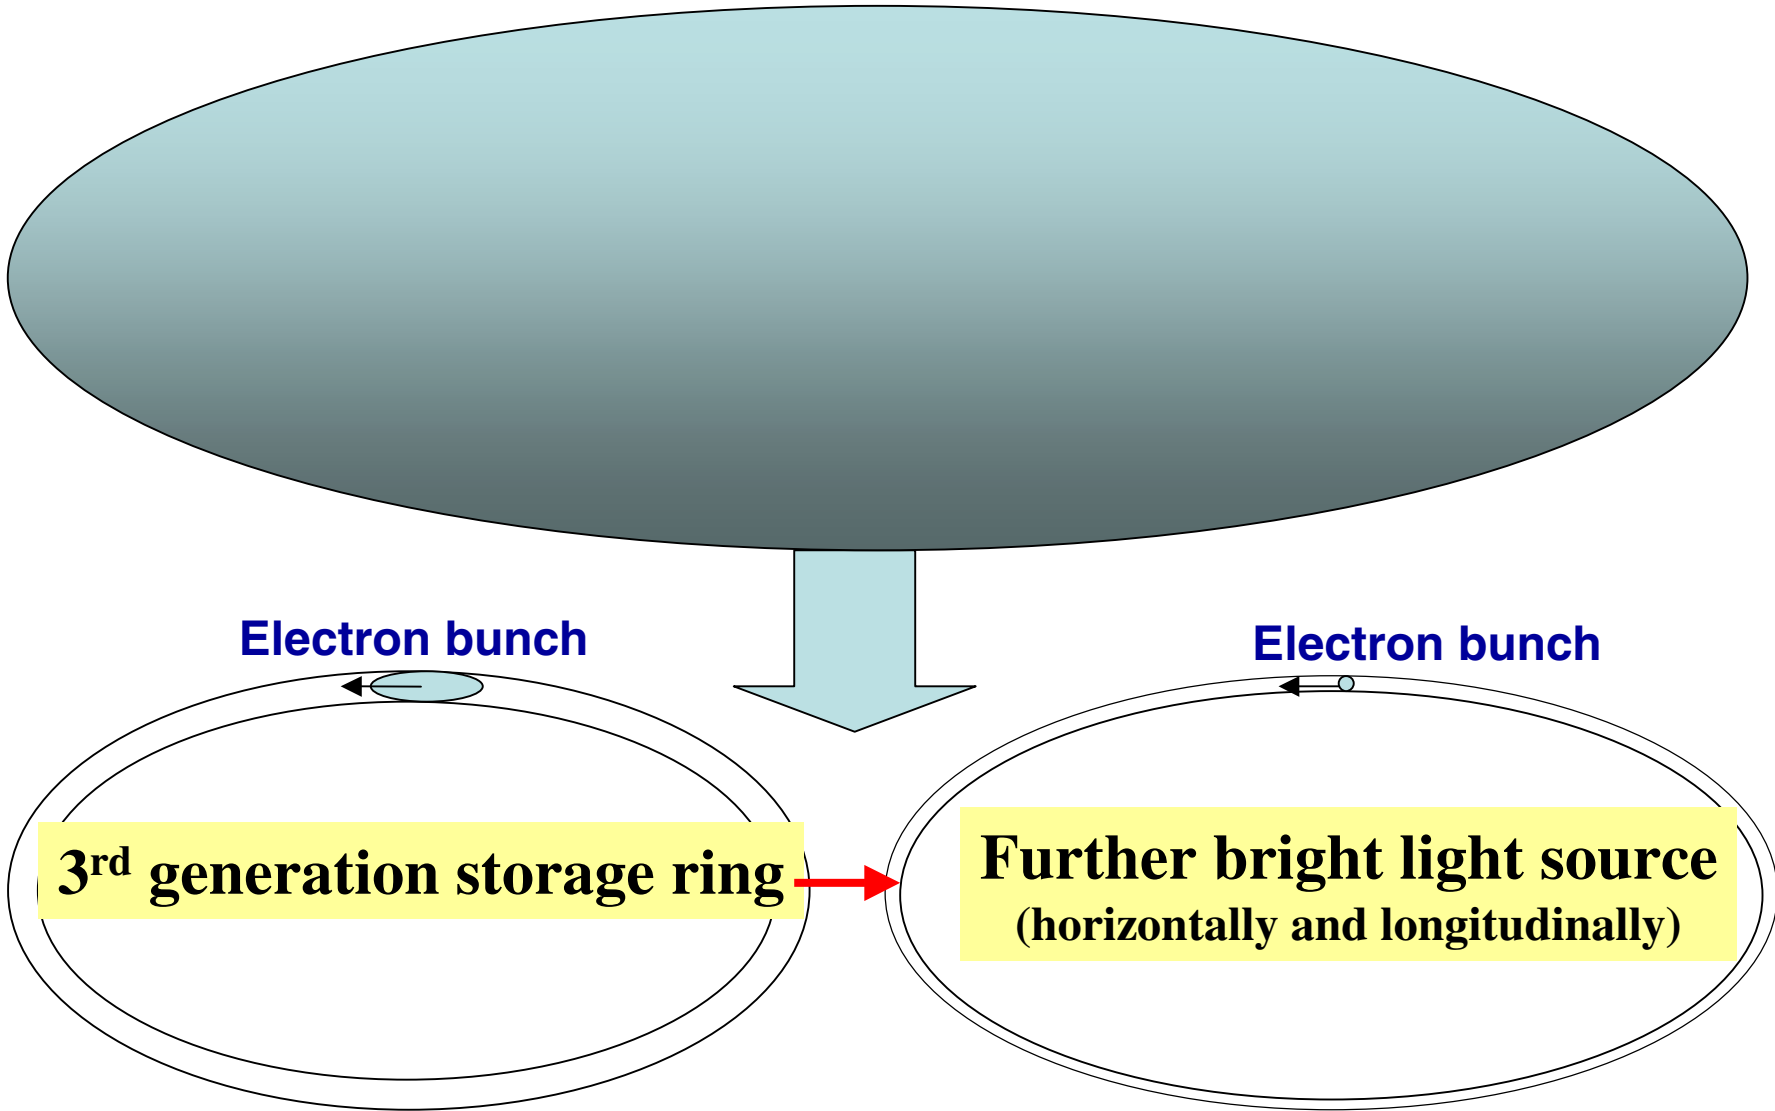 Electron bunch
Electron bunch
3rd generation storage ring
Further bright light source
(horizontally and longitudinally)